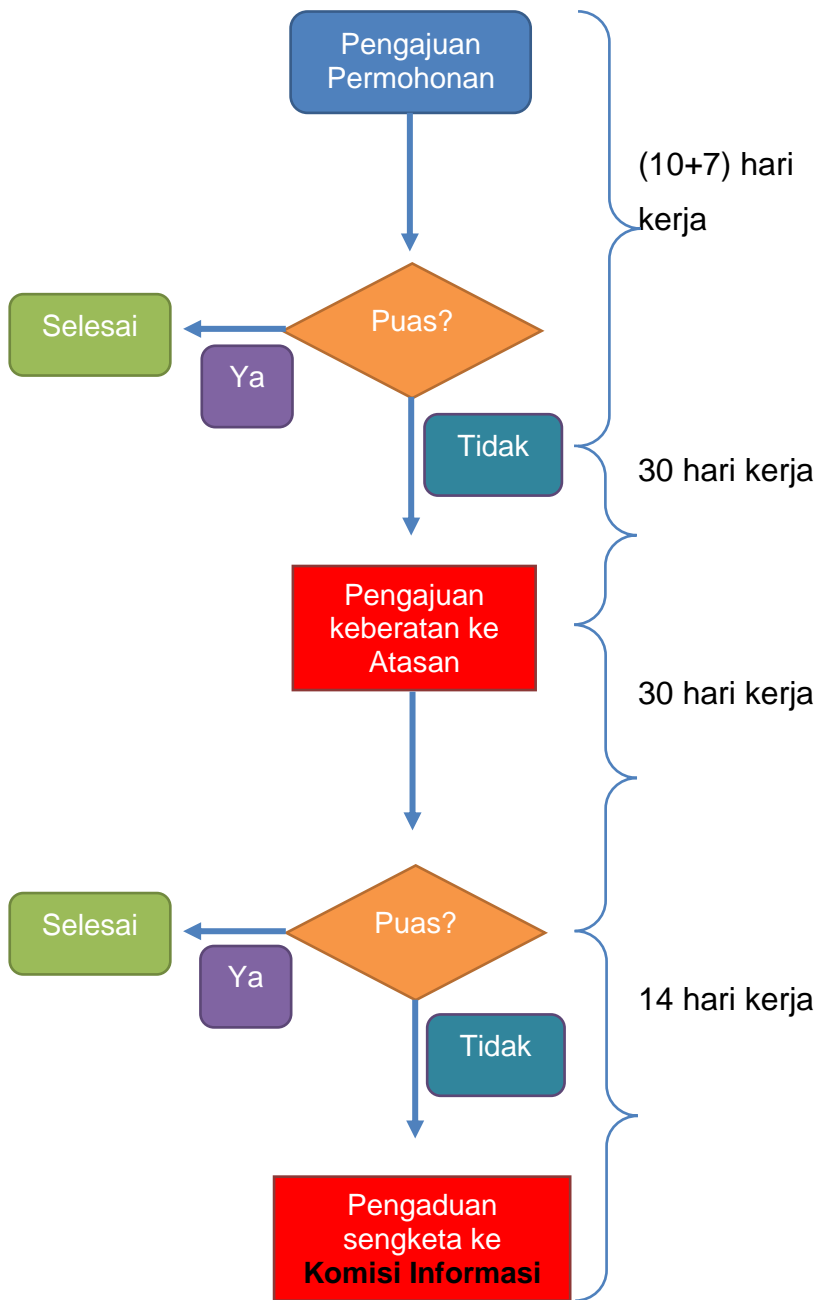 Pengajuan
Permohonan
(10+7) hari
kerja
Puas?
Selesai
Ya
Tidak
30 hari kerja
Pengajuan
keberatan ke
Atasan
30 hari kerja
Puas?
Selesai
Ya
Tidak
14 hari kerja
Pengaduan
sengketa ke
Komisi Informasi